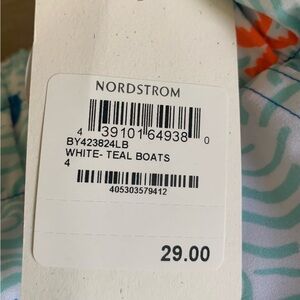 NORDSTROM
4 39101 64938 0
BY423824LB
WHITE- TEAL BOATS
4
405303579412
29.00